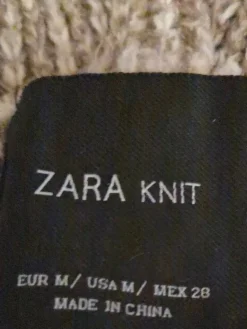 ZARA KNIT
EUR M/ USA M/ MEX 28
MADE IN CHINA